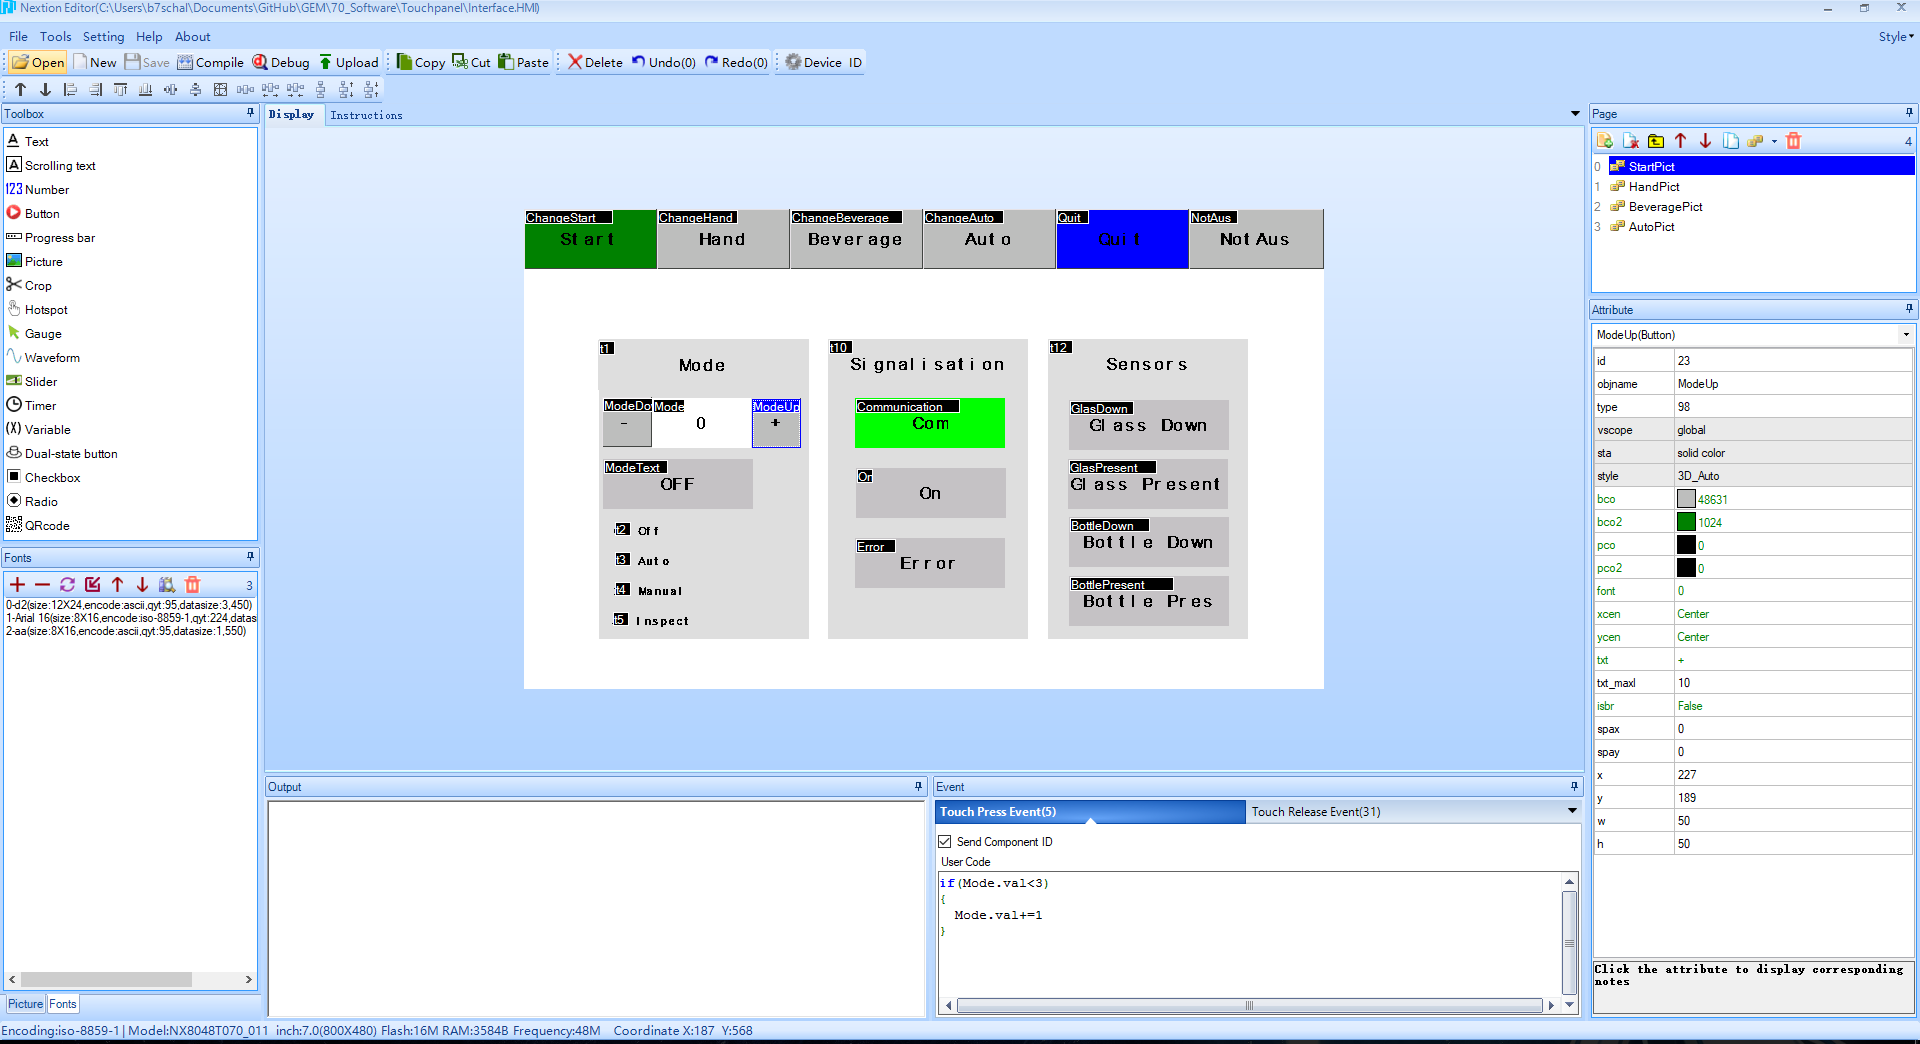 Nextion Editor(C:\Users\b7schal\Documents\GitHub\GEM\70_Software\Touchpanel\Interface.HMI)
File Tools Setting Help About Style
Open New Save Compile Debug Upload Copy Cut Paste Delete Undo(0) Redo(0) Device ID
Toolbox
Text
Scrolling text
123 Number
Button
Progress bar
Picture
Crop
Hotspot
Gauge
Waveform
Slider
Timer
(X) Variable
Dual-state button
Checkbox
Radio
QRcode
Fonts
3
0-d2(size:12X24,encode:ascii,qyt:95,datasize:3,450)
1-Arial 16(size:8X16,encode:iso-8859-1,qyt:224,datas
2-aa(size:8X16,encode:ascii,qyt:95,datasize:1,550)
Picture Fonts
Display Instructions
ChangeStart ChangeHand ChangeBeverage ChangeAuto Quit NotAus
Start Hand Beverage Auto Quit NotAus
t1
Mode
ModeDo Mode ModeUp
- 0 +
ModeText
OFF
t2 Off
t3 Auto
t4 Manual
t5 Inspect
t10
Signalisation
Communication
Com
On
On
Error
Error
t12
Sensors
GlasDown
Glass Down
GlasPresent
Glass Present
BottleDown
Bottle Down
BottlePresent
Bottle Pres
Output
Event
Touch Press Event(5) Touch Release Event(31)
Send Component ID
User Code
if(Mode.val<3)
{
Mode.val+=1
}
Page
4
0 StartPict
1 HandPict
2 BeveragePict
3 AutoPict
Attribute
ModeUp(Button)
id 23
objname ModeUp
type 98
vscope global
sta solid color
style 3D_Auto
bco 48631
bco2 1024
pco 0
pco2 0
font 0
xcen Center
ycen Center
txt +
txt_maxl 10
isbr False
spax 0
spay 0
x 227
y 189
w 50
h 50
Click the attribute to display corresponding
notes
Encoding:iso-8859-1 | Model:NX8048T070_011 inch:7.0(800X480) Flash:16M RAM:3584B Frequency:48M Coordinate X:187 Y:568